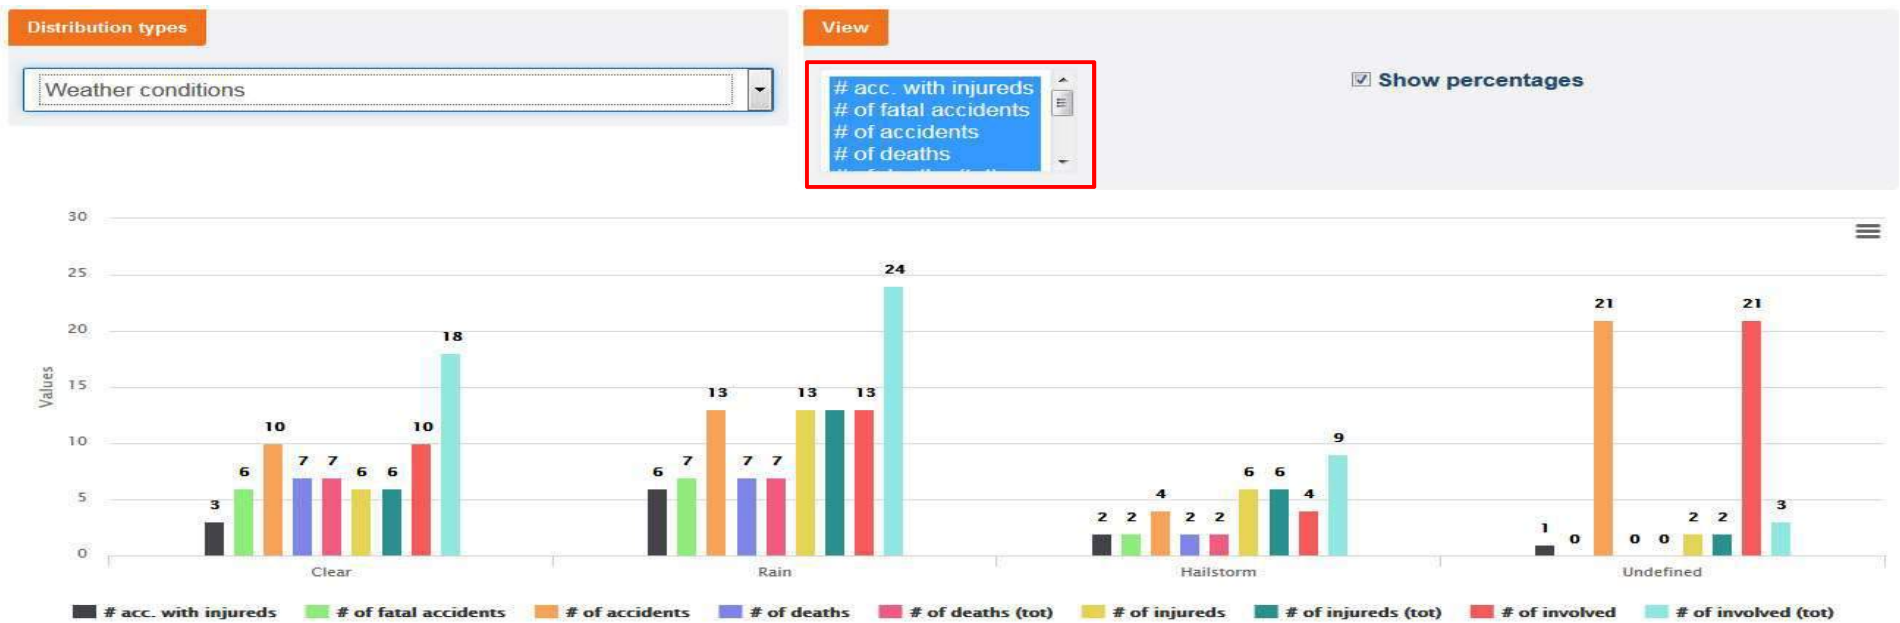 Distribution types
View
Weather conditions
# acc. with injureds
# of fatal accidents
# of accidents
# of deaths
Show percentages
30
25
20
15
10
5
0
Values
3 6 10 7 7 6 6 10 18
6 7 13 7 7 13 13 24
2 2 4 2 2 6 6 4 9
1 0 21 0 0 2 2 21 3
Clear Rain Hailstorm Undefined
# acc. with injureds # of fatal accidents # of accidents # of deaths # of deaths (tot) # of injureds # of injureds (tot) # of involved # of involved (tot)